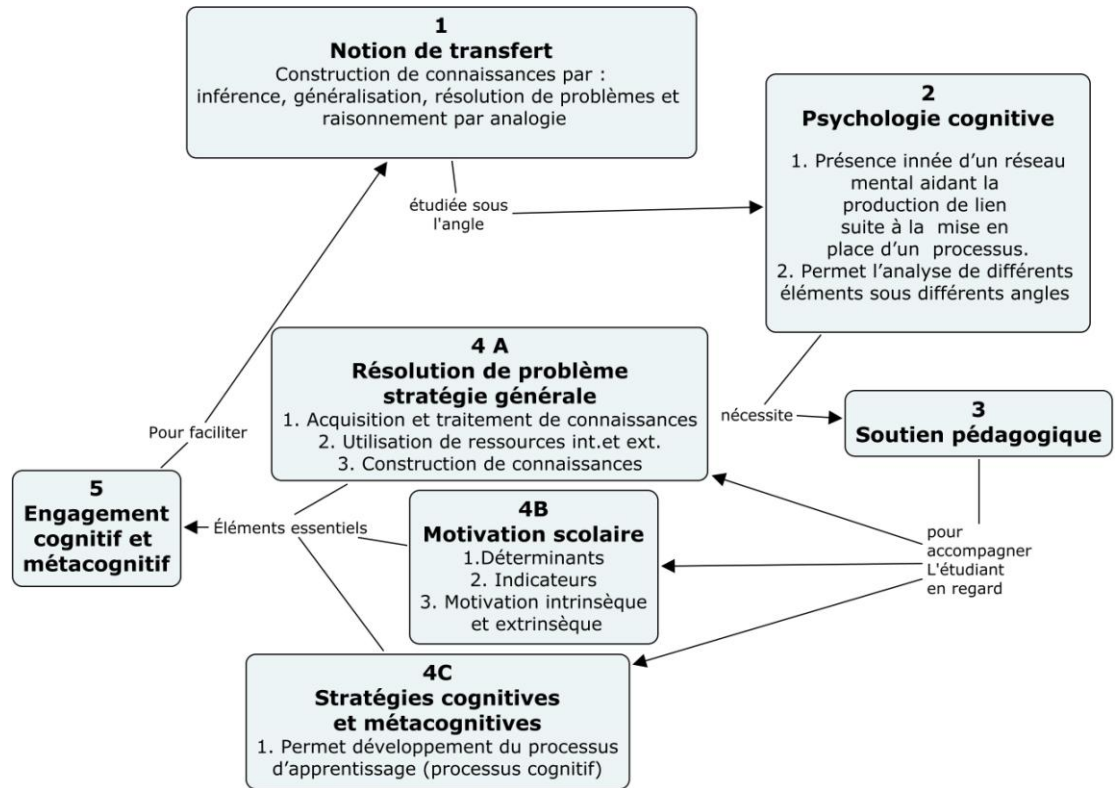 1
Notion de transfert
Construction de connaissances par :
inférence, généralisation, résolution de problèmes et
raisonnement par analogie
étudiée sous
l'angle
2
Psychologie cognitive
1. Présence innée d’un réseau
mental aidant la
production de lien
suite à la mise en
place d’un processus.
2. Permet l’analyse de différents
éléments sous différents angles
nécessite
3
Soutien pédagogique
pour
accompagner
L'étudiant
en regard
4 A
Résolution de problème
stratégie générale
1. Acquisition et traitement de connaissances
2. Utilisation de ressources int.et ext.
3. Construction de connaissances
4B
Motivation scolaire
1.Déterminants
2. Indicateurs
3. Motivation intrinsèque
et extrinsèque
4C
Stratégies cognitives
et métacognitives
1. Permet développement du processus
d’apprentissage (processus cognitif)
Éléments essentiels
5
Engagement
cognitif et
métacognitif
Pour faciliter